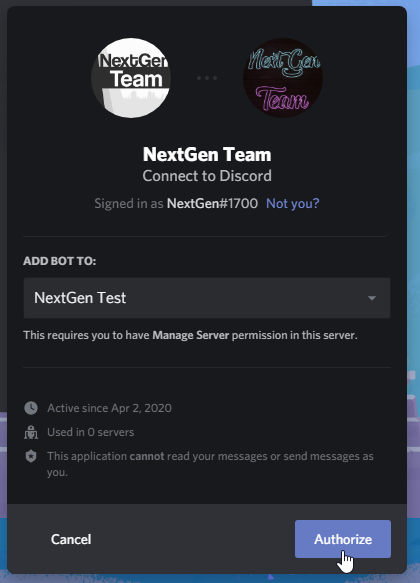 NextGen
Team
NextGen
Team
NextGen Team
Connect to Discord
Signed in as NextGen#1700 Not you?
ADD BOT TO:
NextGen Test
This requires you to have Manage Server permission in this server.
Active since Apr 2, 2020
Used in 0 servers
This application cannot read your messages or send messages as
you.
Cancel
Authorize